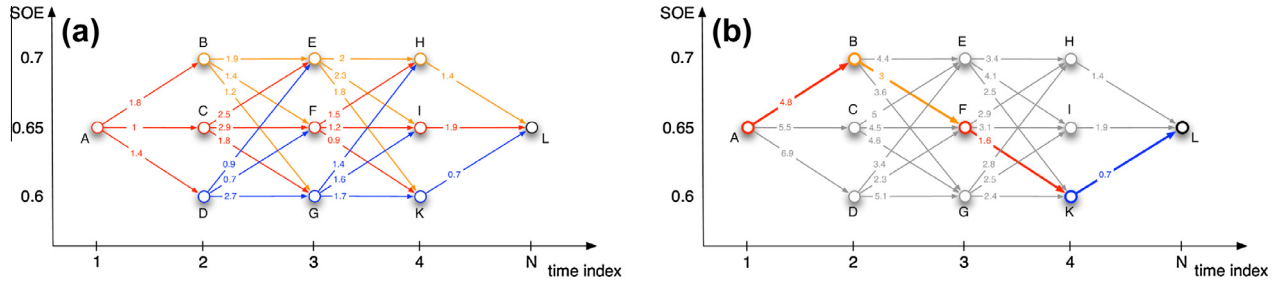 SOE
(a)
0.7
0.65
0.6
B
E
H
A
C
F
I
L
D
G
K
1.8
1
1.4
1.9
1.4
1.2
2.5
2.9
1.8
0.9
0.7
2.7
2
2.3
1.8
1.5
1.2
0.9
1.4
1.6
1.7
1.4
1.9
0.7
1
2
3
4
N
time index
SOE
(b)
0.7
0.65
0.6
B
E
H
A
C
F
I
L
D
G
K
4.8
5.5
6.9
4.4
3
3.6
5
4.5
4.6
3.4
2.3
5.1
3.4
4.1
2.9
3.1
1.6
2.8
2.5
2.4
1.4
1.9
0.7
1
2
3
4
N
time index